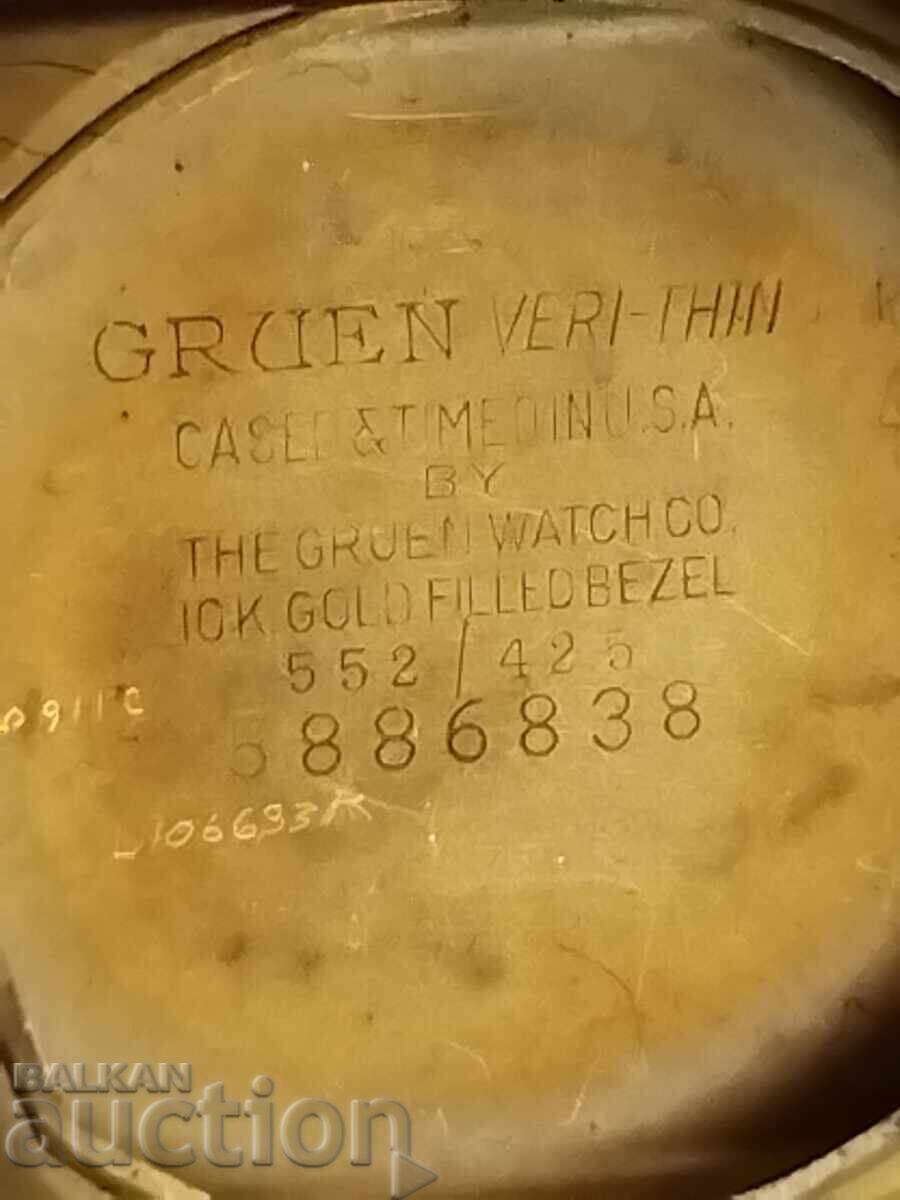 GRUEN VERI-THIN
CASED & TIMED IN U.S.A.
BY
THE GRUEN WATCH CO.
10K GOLD FILLED BEZEL
552/425
5886838
BALKAN
auction